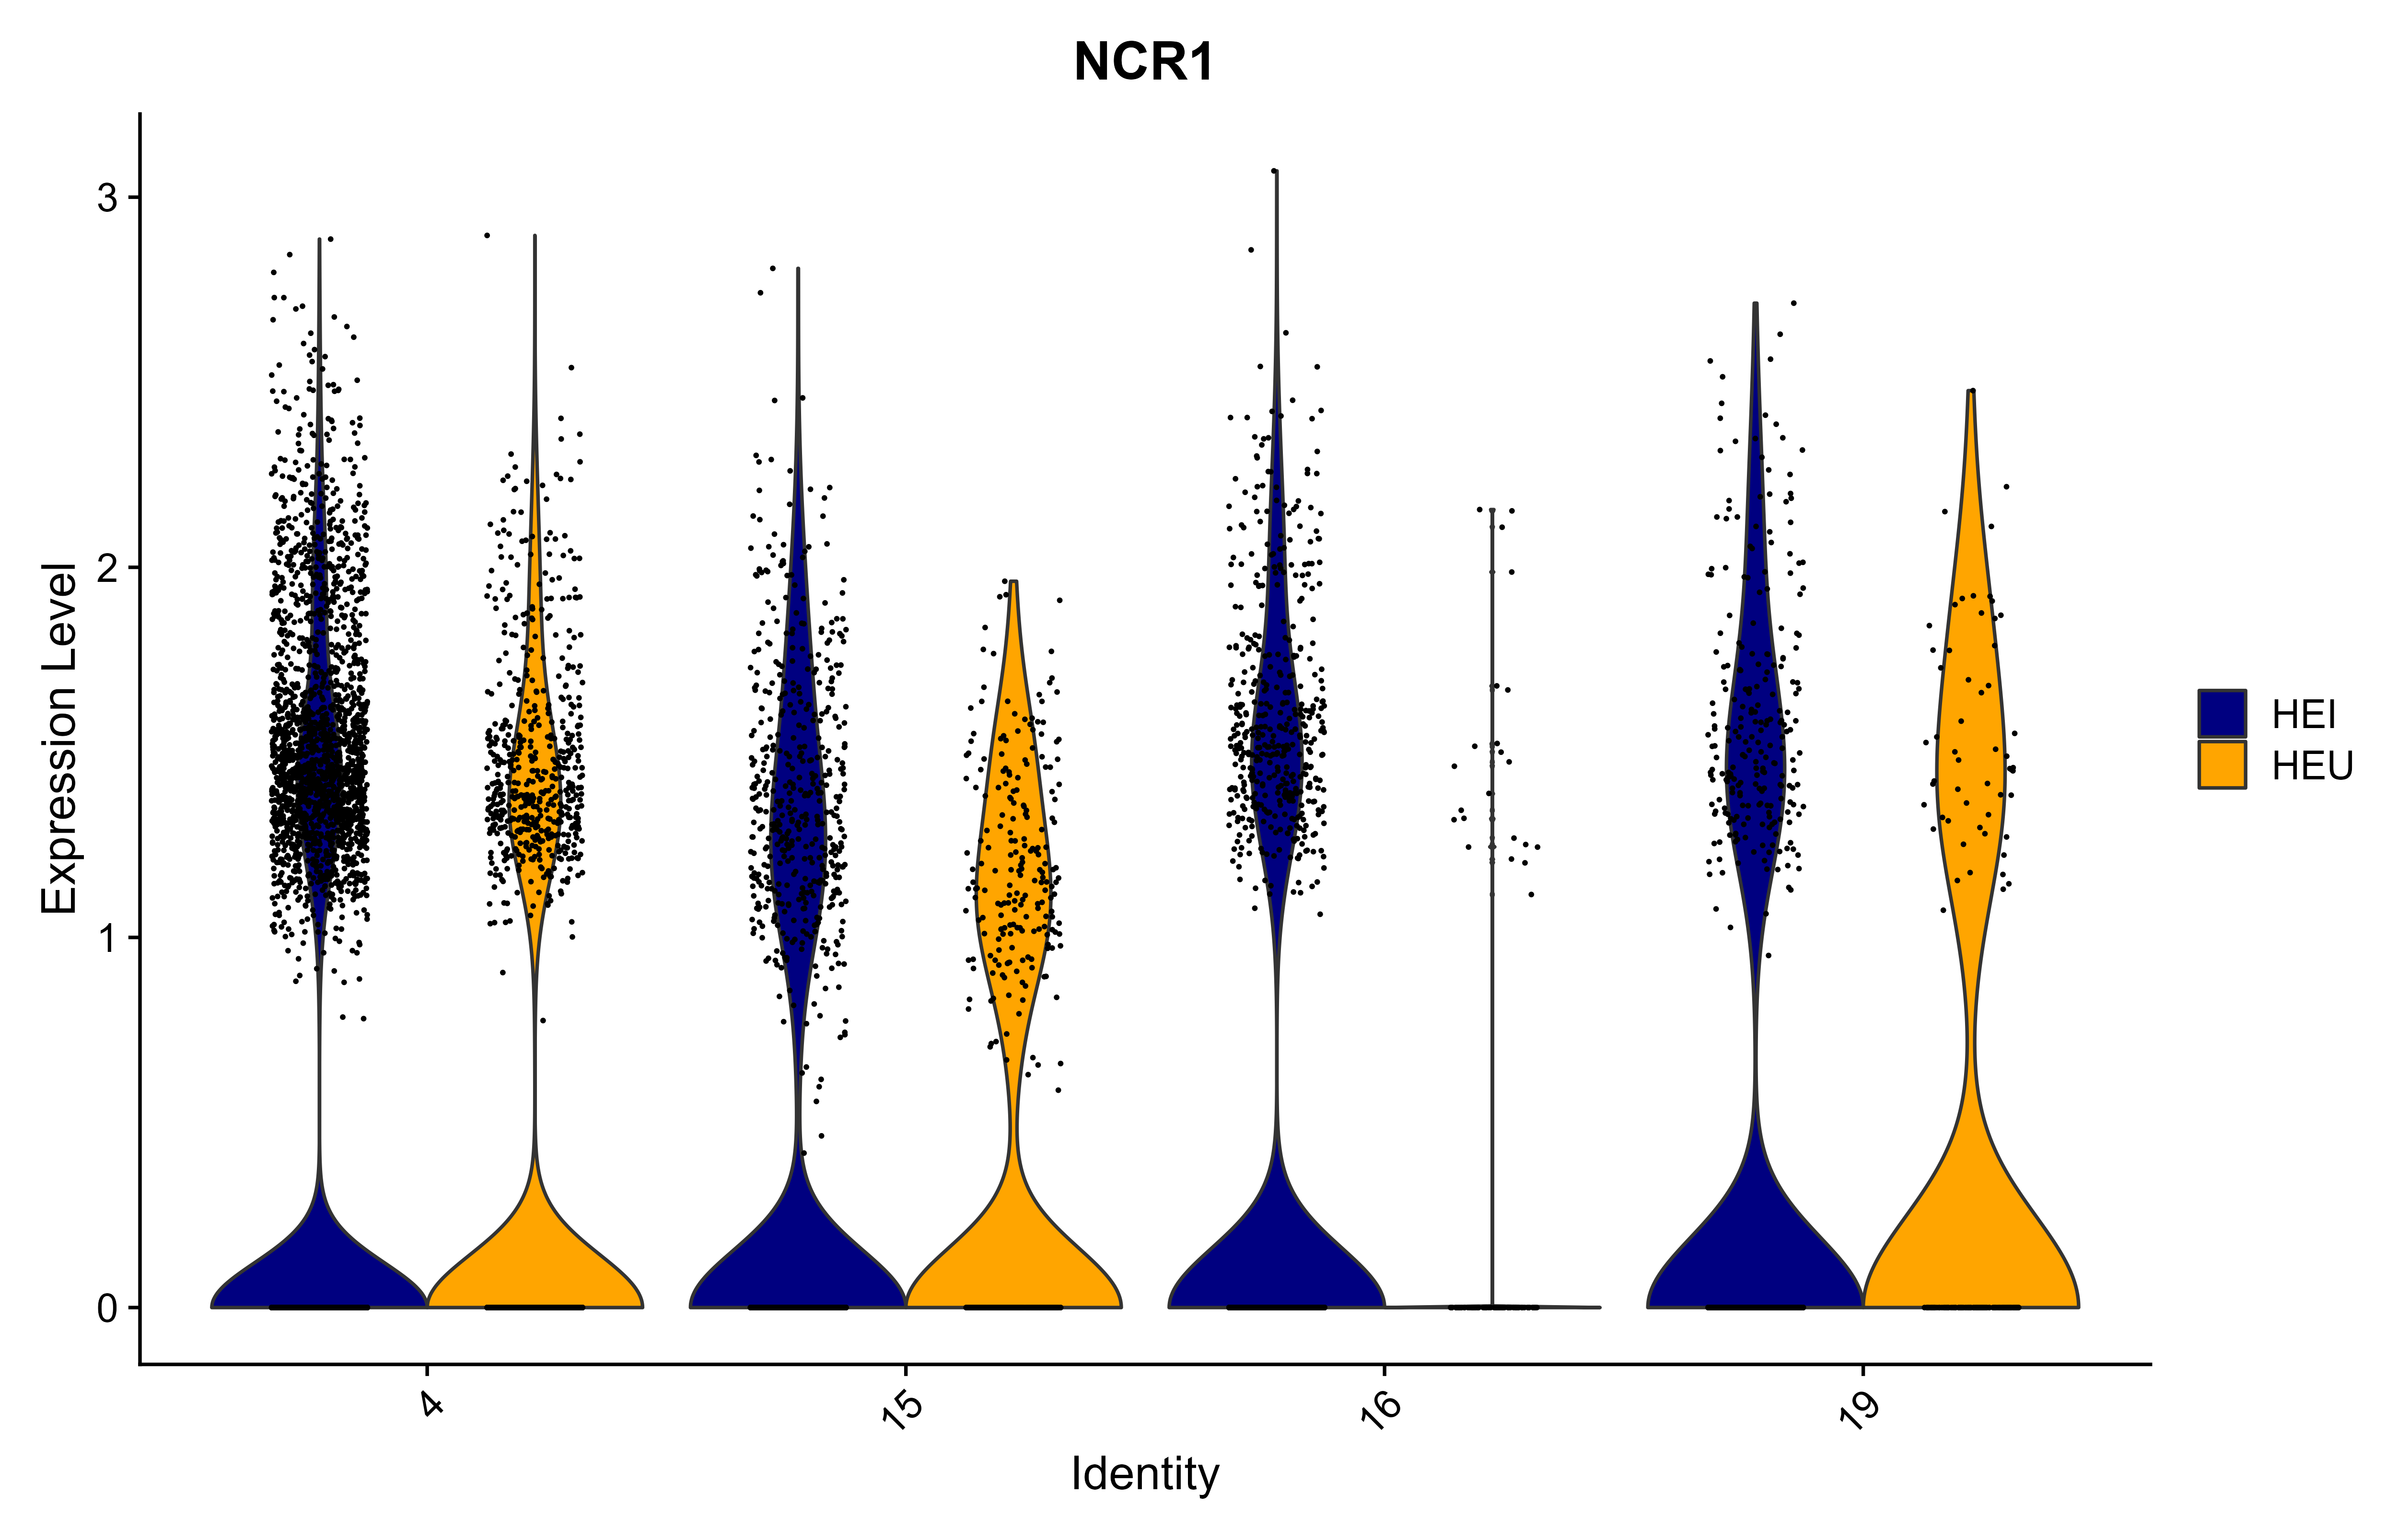 NCR1
Expression Level
3
2
1
0
4
15
16
19
Identity
HEI
HEU